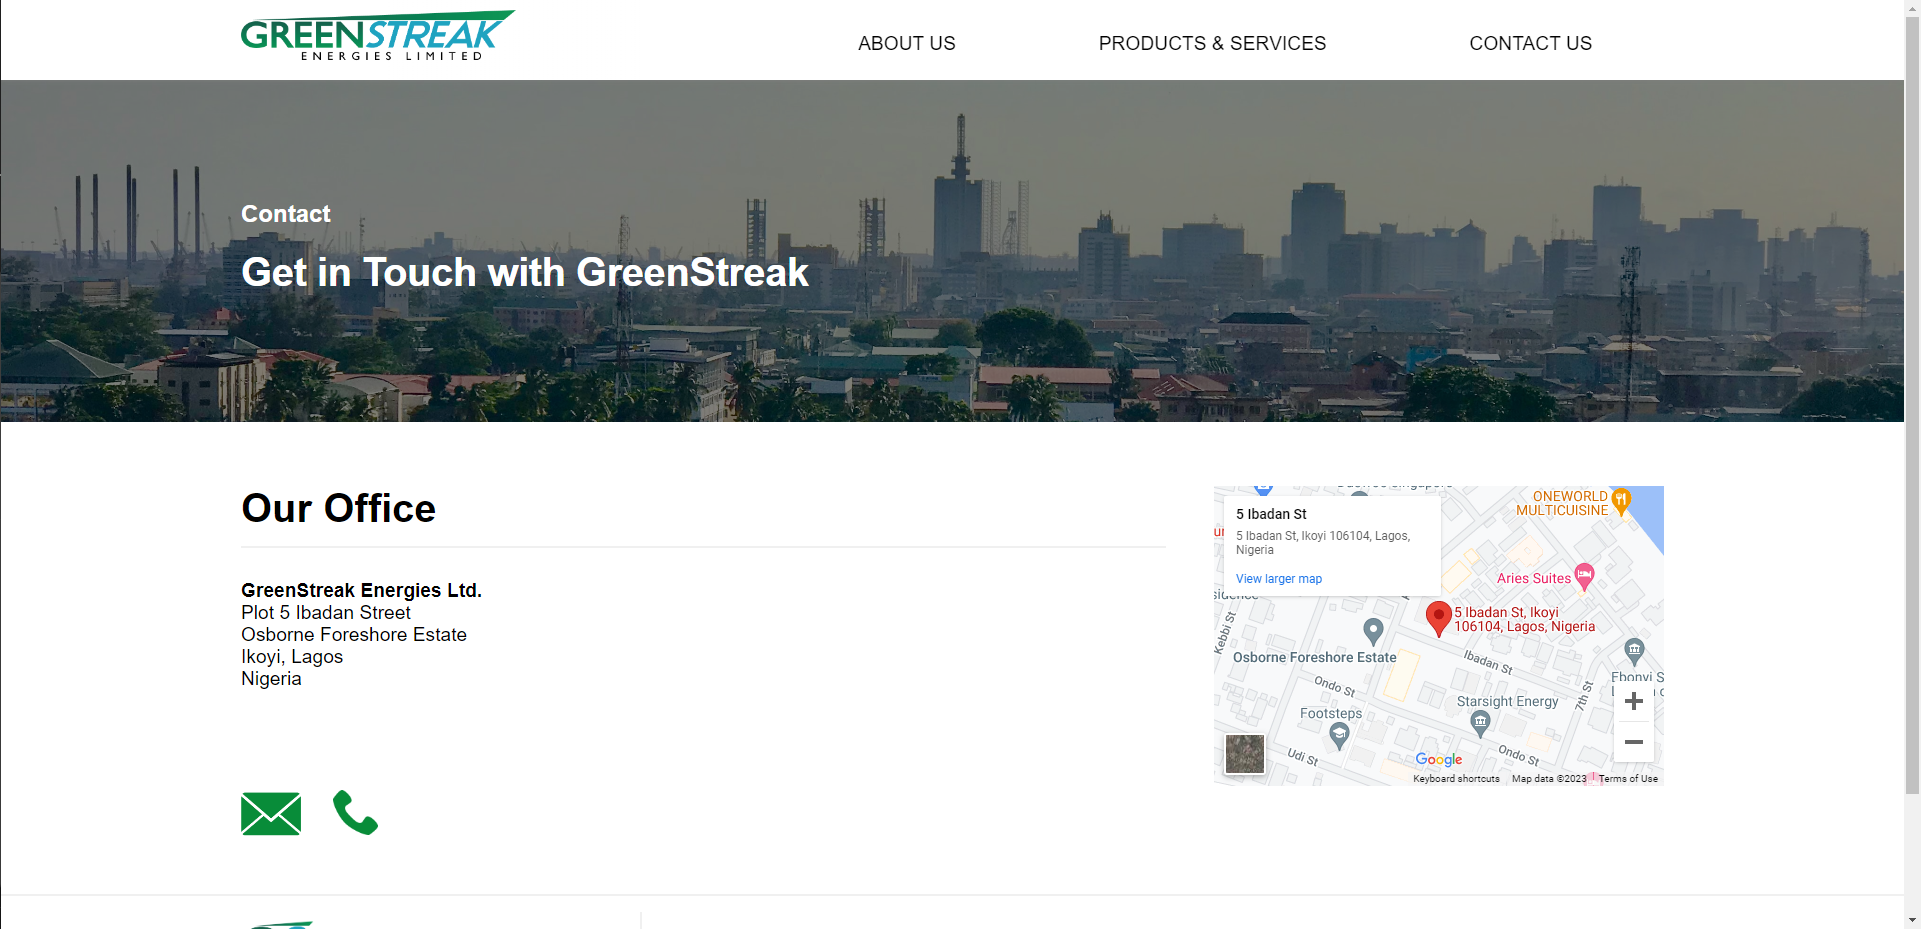 GREENSTREAK
ENERGIES LIMITED
ABOUT US
PRODUCTS & SERVICES
CONTACT US
Contact
Get in Touch with GreenStreak
Our Office
GreenStreak Energies Ltd.
Plot 5 Ibadan Street
Osborne Foreshore Estate
Ikoyi, Lagos
Nigeria
5 Ibadan St
5 Ibadan St, Ikoyi 106104, Lagos,
Nigeria
View larger map
ONEWORLD
MULTICUISINE
Aries Suites
5 Ibadan St, Ikoyi
106104, Lagos, Nigeria
Kebbi St
Osborne Foreshore Estate
Ibadan St
Ondo St
7th St
Starsight Energy
Footsteps
Udi St
Ondo St
Google
Keyboard shortcuts
Map data ©2023
Terms of Use